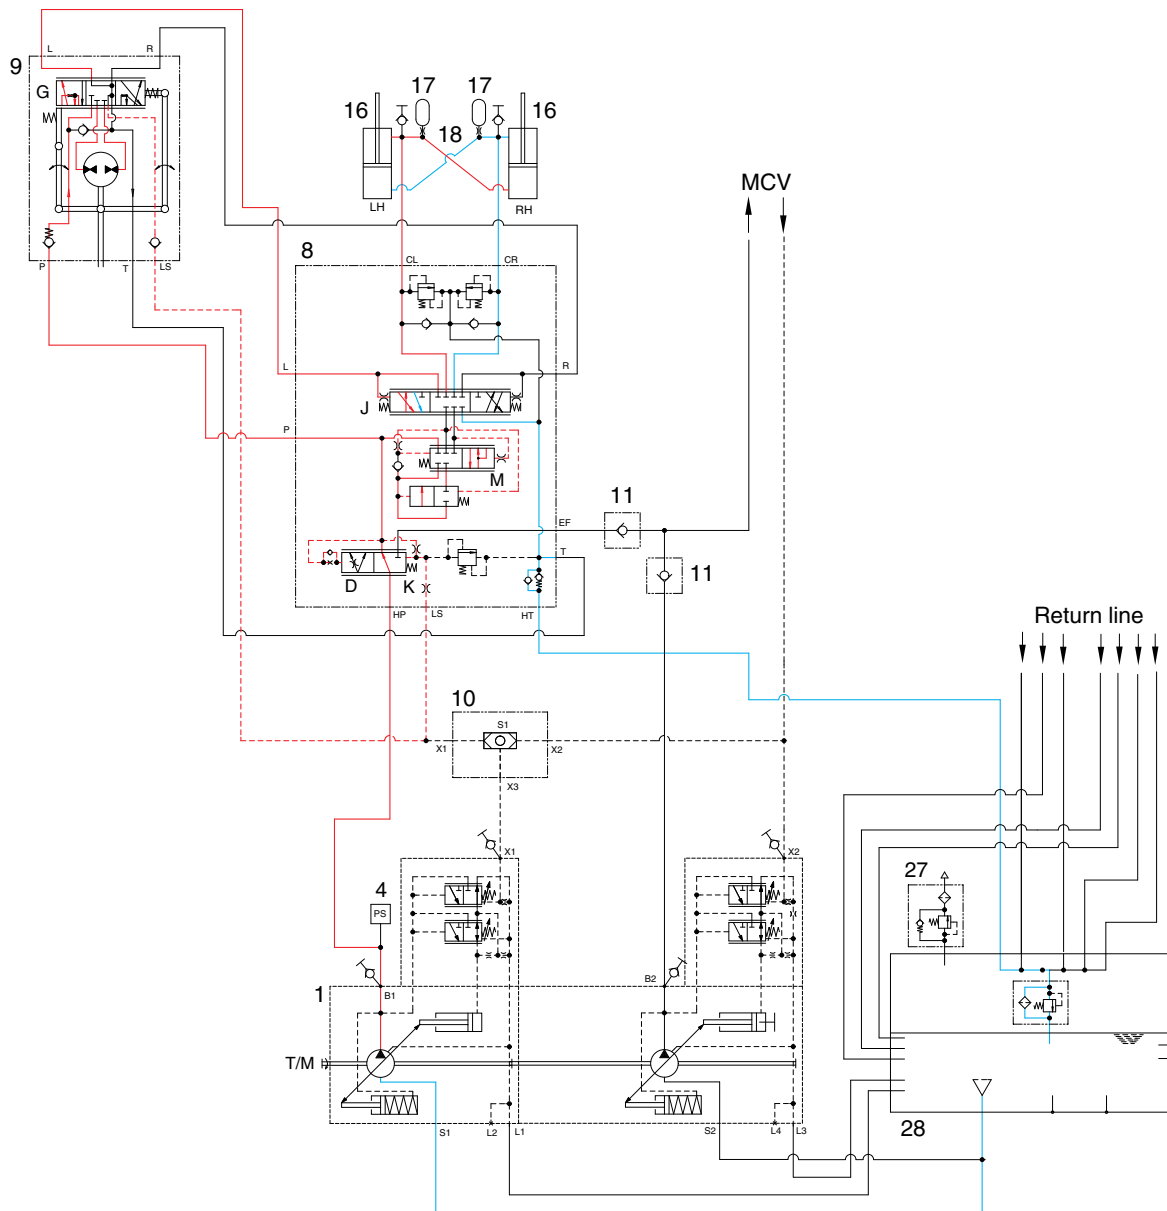 L
R
9
G
P
T
LS
17
17
16
18
16
LH
RH
MCV
8
CL
CR
L
R
J
P
M
EF
11
T
11
D
K
HP
LS
HT
Return line
10
S1
X1
X2
X3
X1
X2
4
PS
27
1
B1
B2
T/M
S1
L2
L1
S2
L4
L3
28